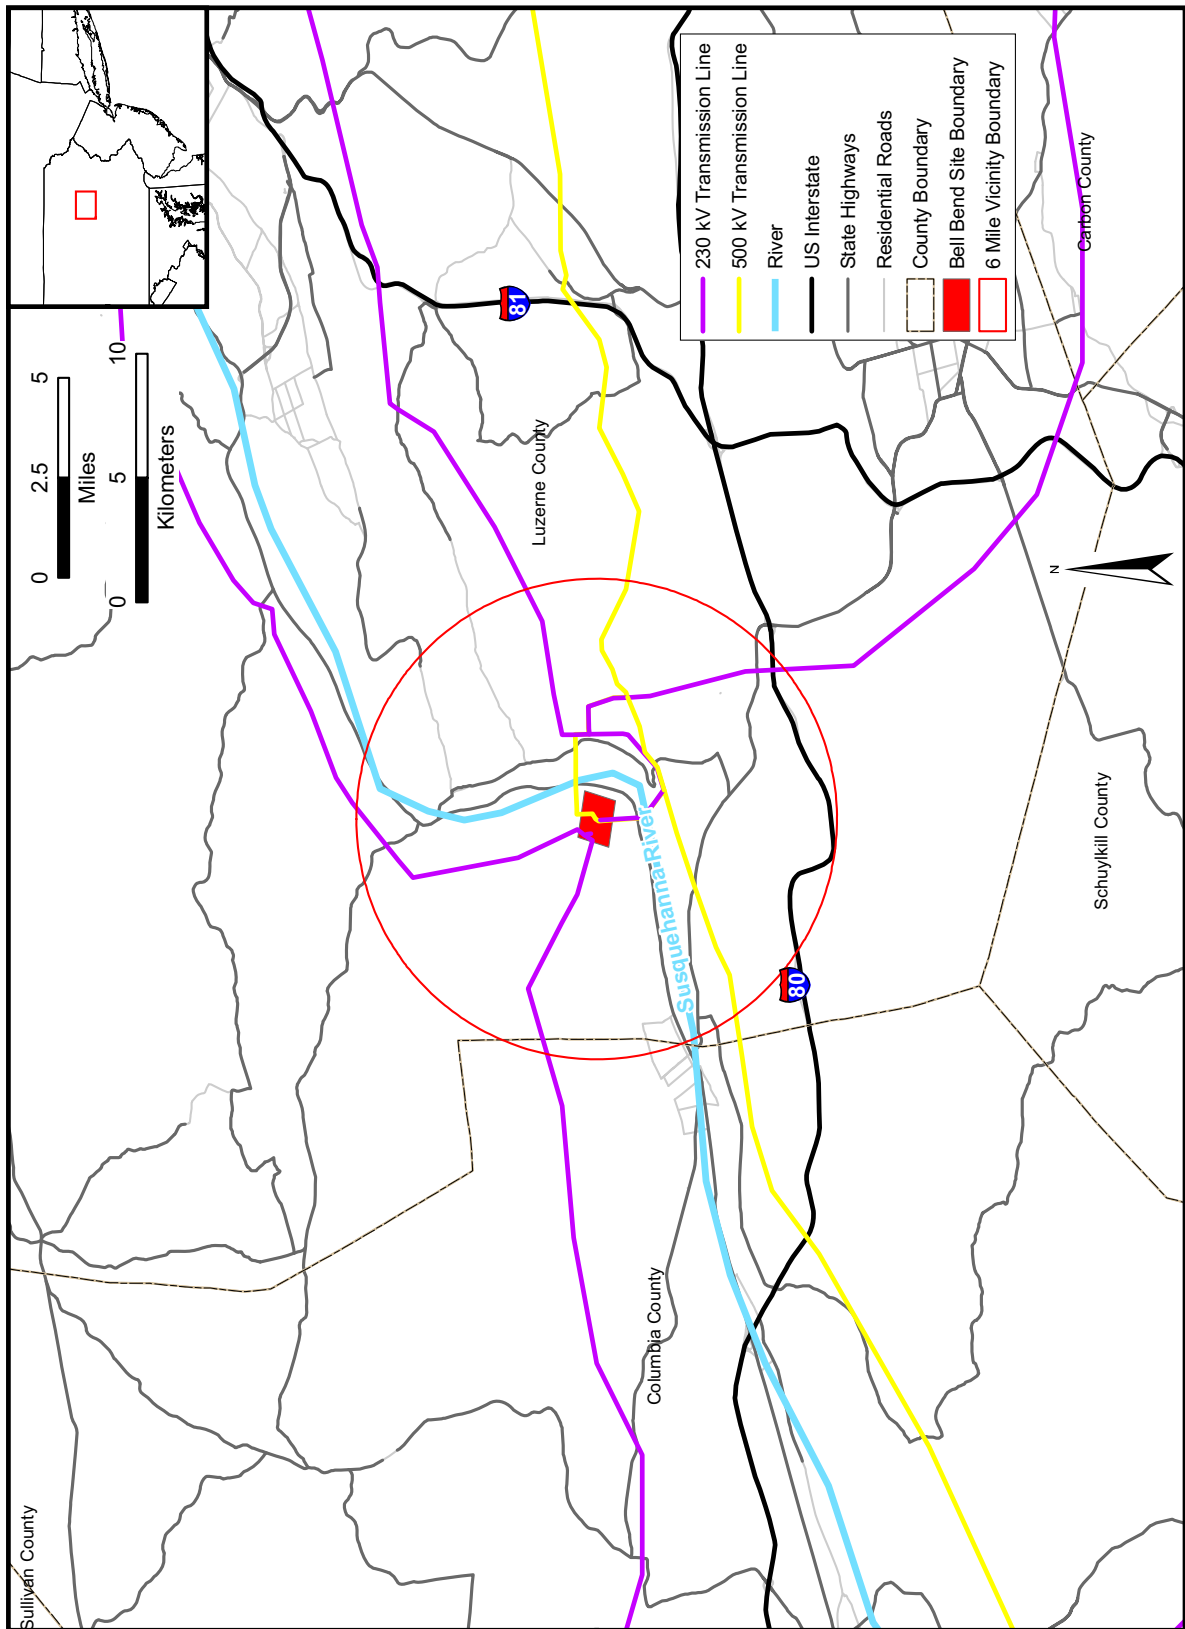 Sullivan County
Columbia County
Luzerne County
Schuylkill County
Carbon County
Susquehanna River
81
80
0 2.5 5
Miles
0 5 10
Kilometers
N
230 kV Transmission Line
500 kV Transmission Line
River
US Interstate
State Highways
Residential Roads
County Boundary
Bell Bend Site Boundary
6 Mile Vicinity Boundary